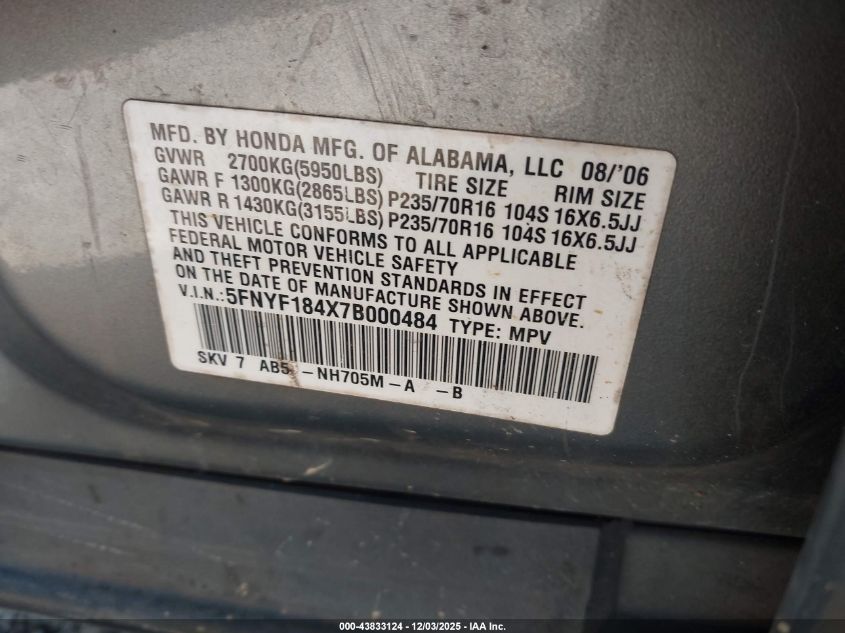 MFD. BY HONDA MFG. OF ALABAMA, LLC 08/'06
GVWR 2700KG(5950LBS) TIRE SIZE RIM SIZE
GAWR F 1300KG(2865LBS) P235/70R16 104S 16X6.5JJ
GAWR R 1430KG(3155LBS) P235/70R16 104S 16X6.5JJ
THIS VEHICLE CONFORMS TO ALL APPLICABLE
FEDERAL MOTOR VEHICLE SAFETY
AND THEFT PREVENTION STANDARDS IN EFFECT
ON THE DATE OF MANUFACTURE SHOWN ABOVE.
V.I.N.:5FNYF184X7B000484 TYPE: MPV
SKV 7 AB5 -NH705M-A -B
000-43833124 - 12/03/2025 - IAA Inc.